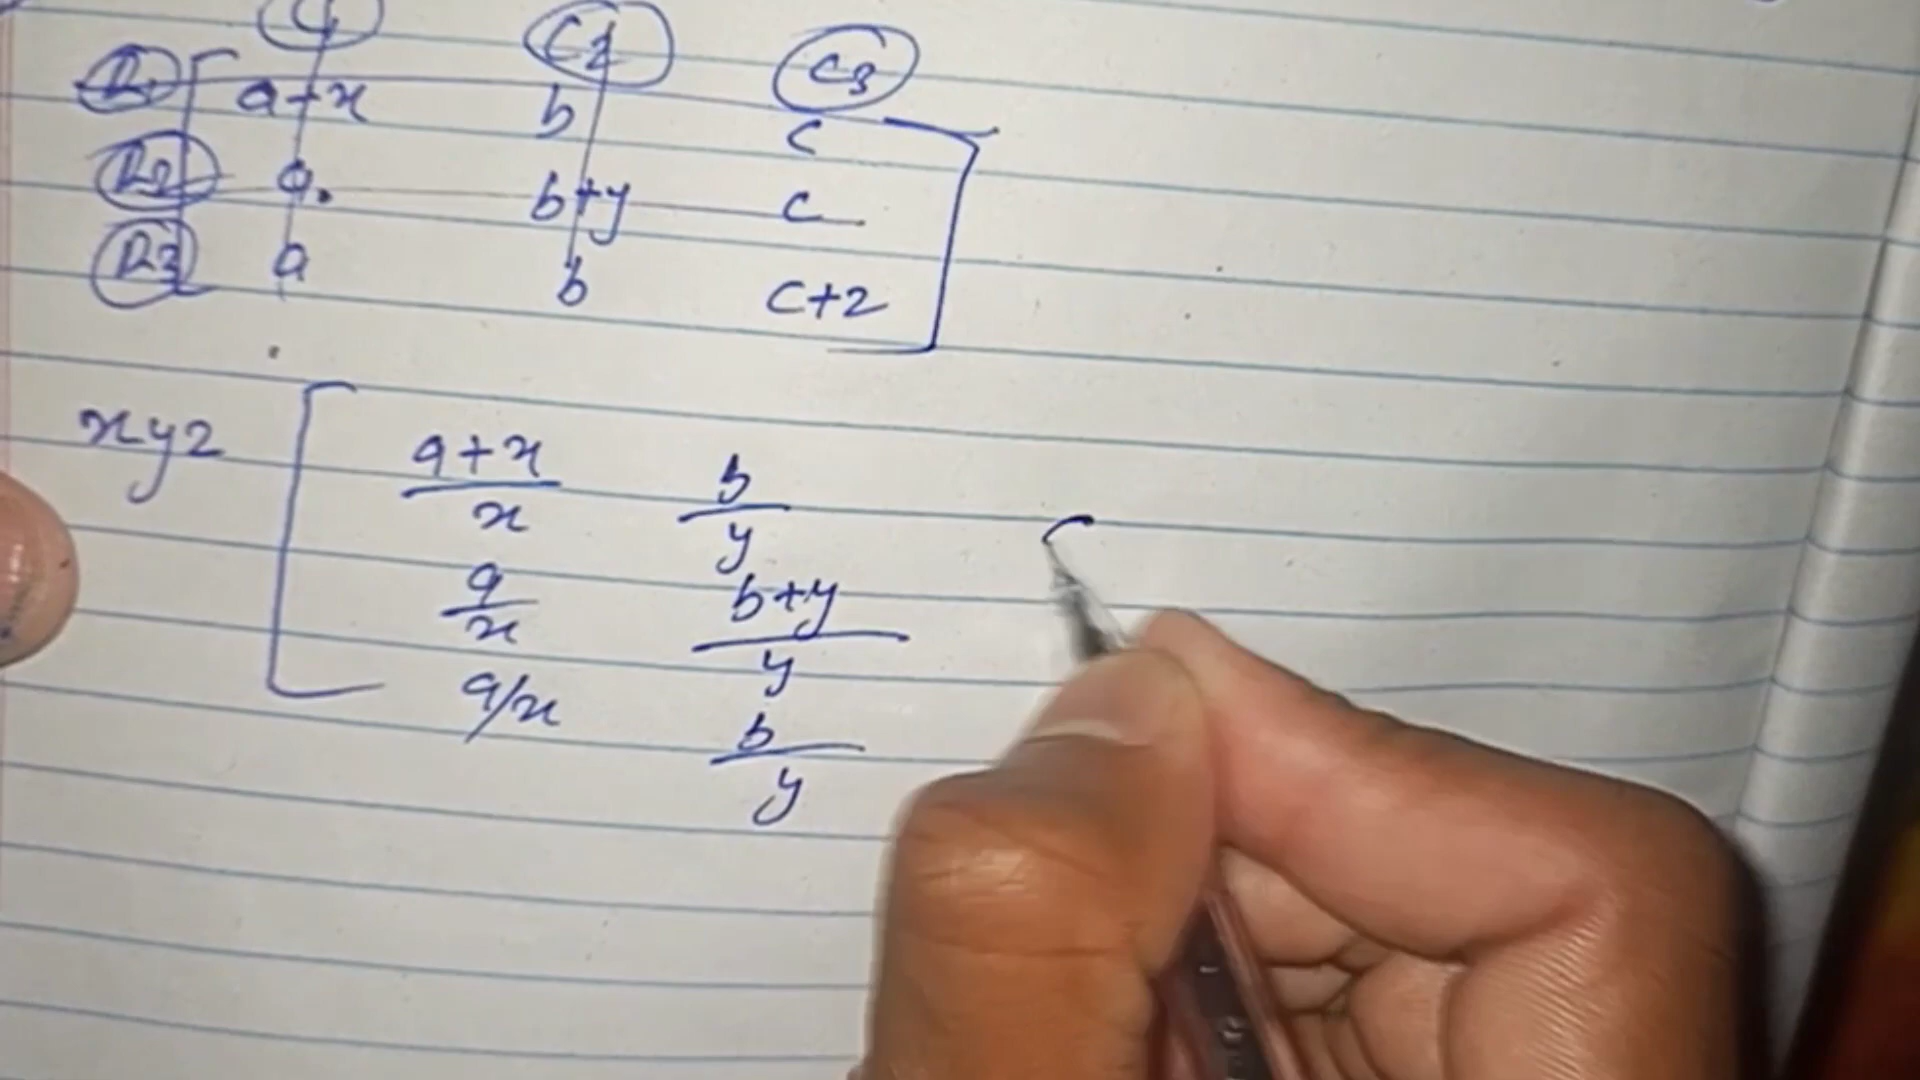 C1 C2 C3
R1 a+x b c
R2 a. b+y c
R3 a b c+z
xyz a+x/x b/y c
a/x b+y/y
a/x b/y